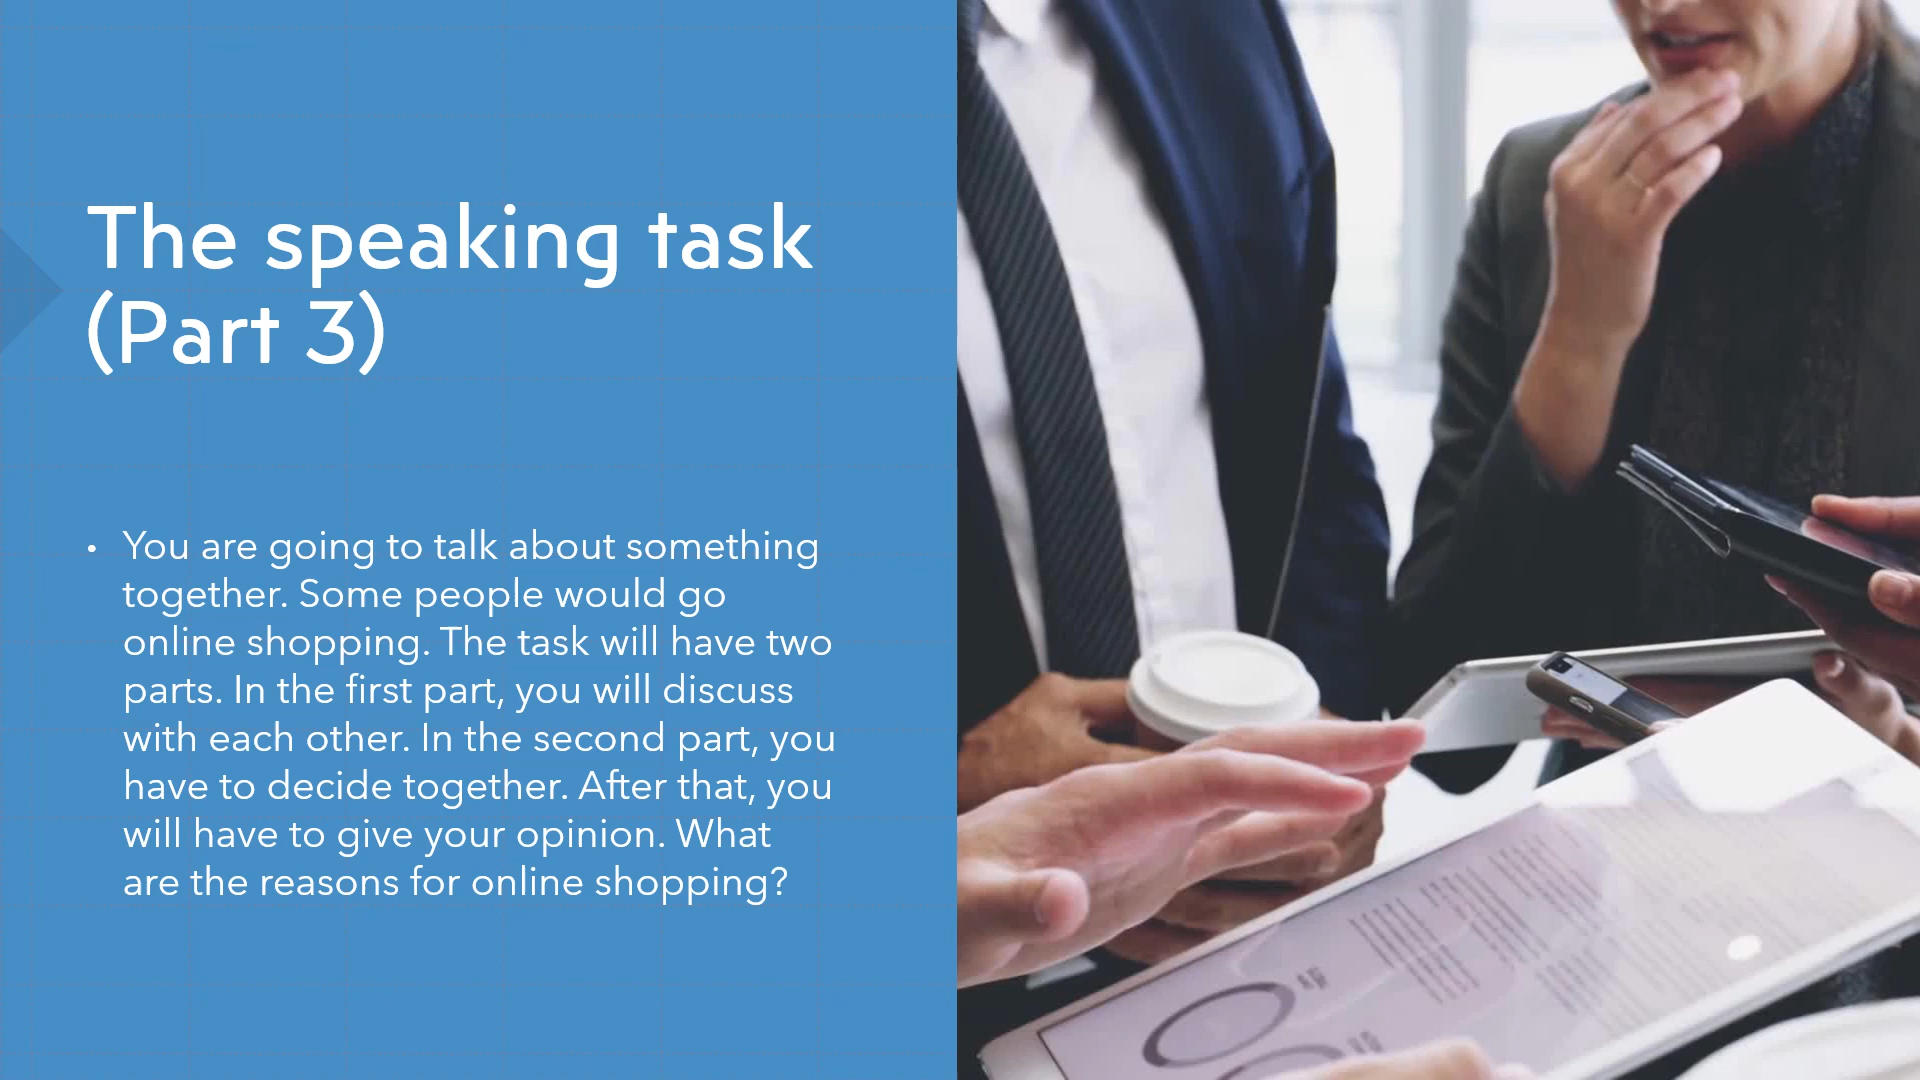 The speaking task
(Part 3)
• You are going to talk about something
together. Some people would go
online shopping. The task will have two
parts. In the first part, you will discuss
with each other. In the second part, you
have to decide together. After that, you
will have to give your opinion. What
are the reasons for online shopping?